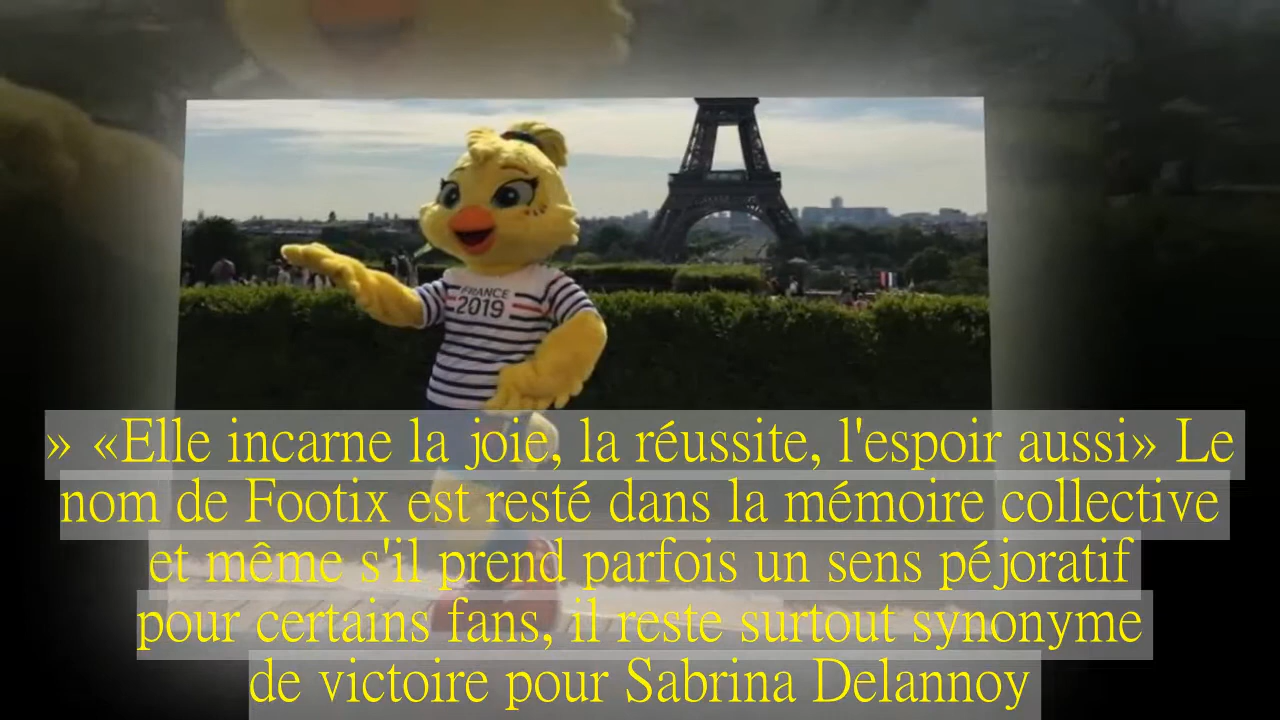 FRANCE
2019
» «Elle incarne la joie, la réussite, l'espoir aussi» Le
nom de Footix est resté dans la mémoire collective
et même s'il prend parfois un sens péjoratif
pour certains fans, il reste surtout synonyme
de victoire pour Sabrina Delannoy